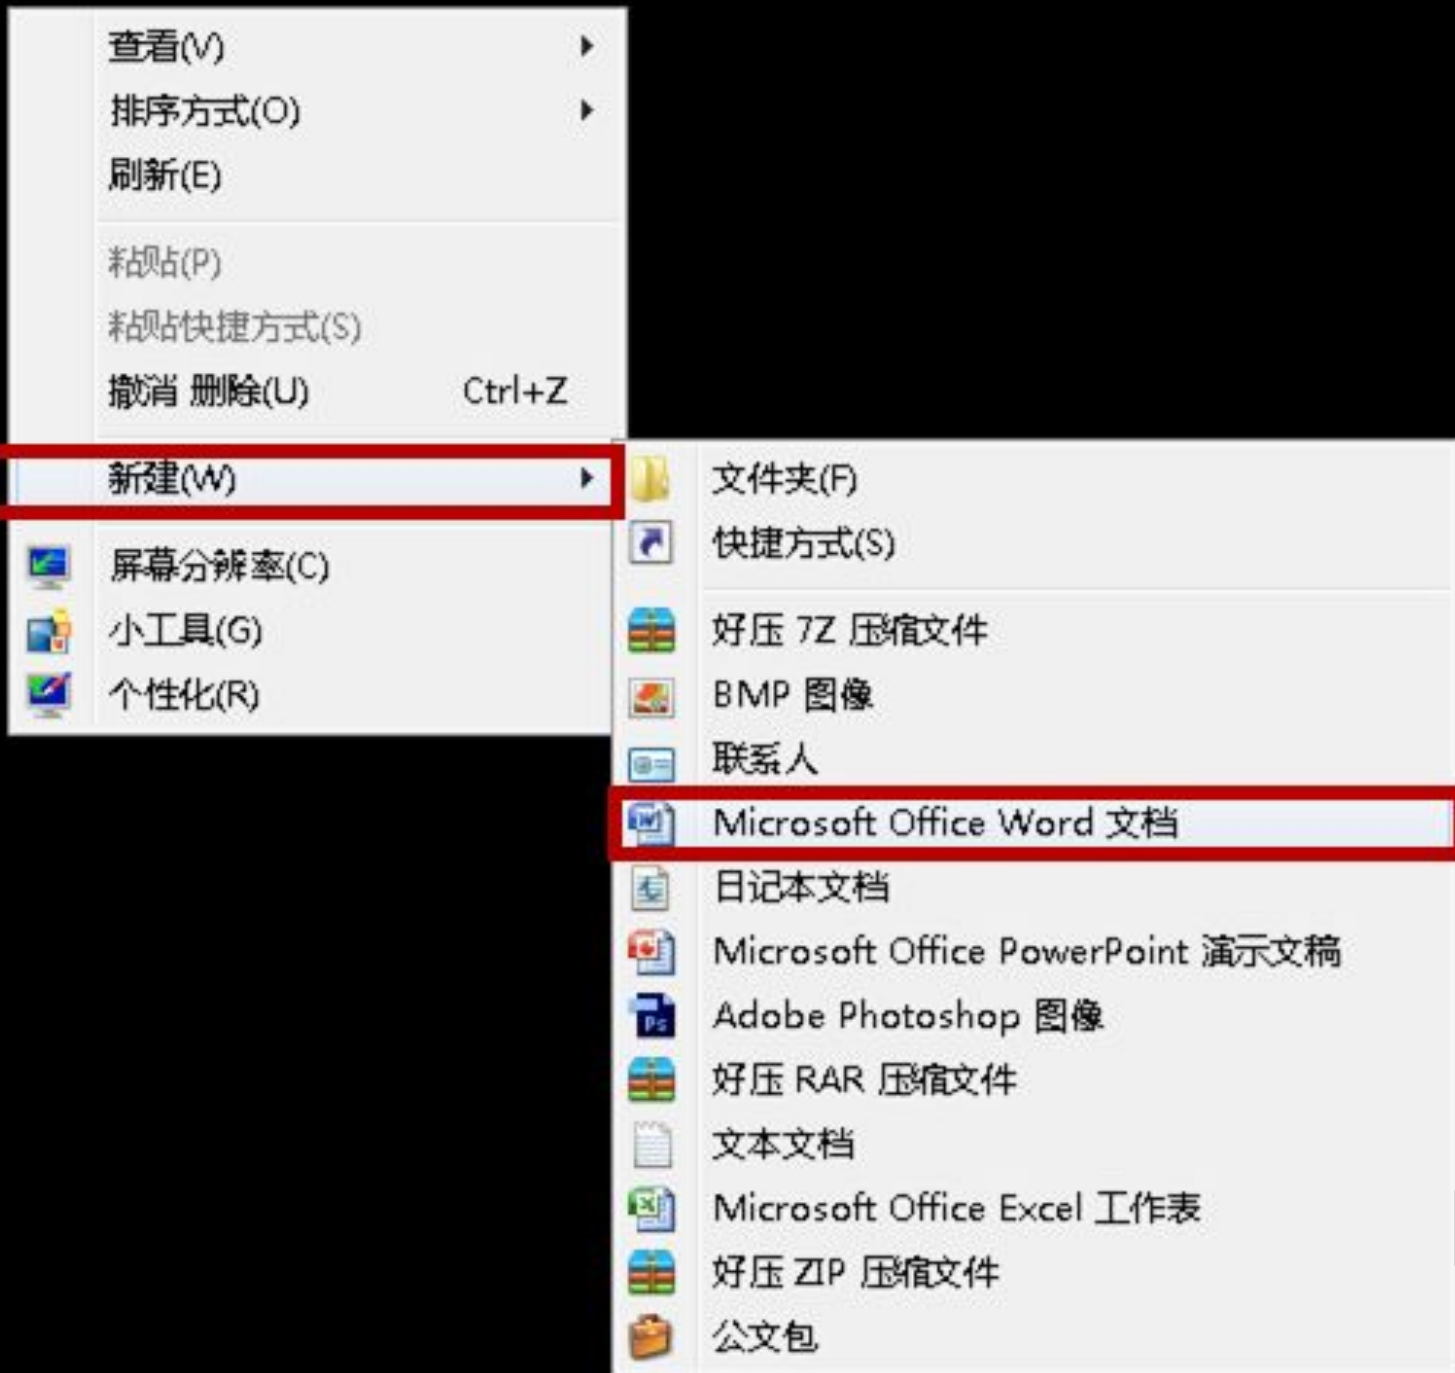 查看(V)
排序方式(O)
刷新(E)
粘贴(P)
粘贴快捷方式(S)
撤消 删除(U) Ctrl+Z
新建(W)
屏幕分辨率(C)
小工具(G)
个性化(R)
文件夹(F)
快捷方式(S)
好压 7Z 压缩文件
BMP 图像
联系人
Microsoft Office Word 文档
日记本文档
Microsoft Office PowerPoint 演示文稿
Ps Adobe Photoshop 图像
好压 RAR 压缩文件
文本文档
Microsoft Office Excel 工作表
好压 ZIP 压缩文件
公文包